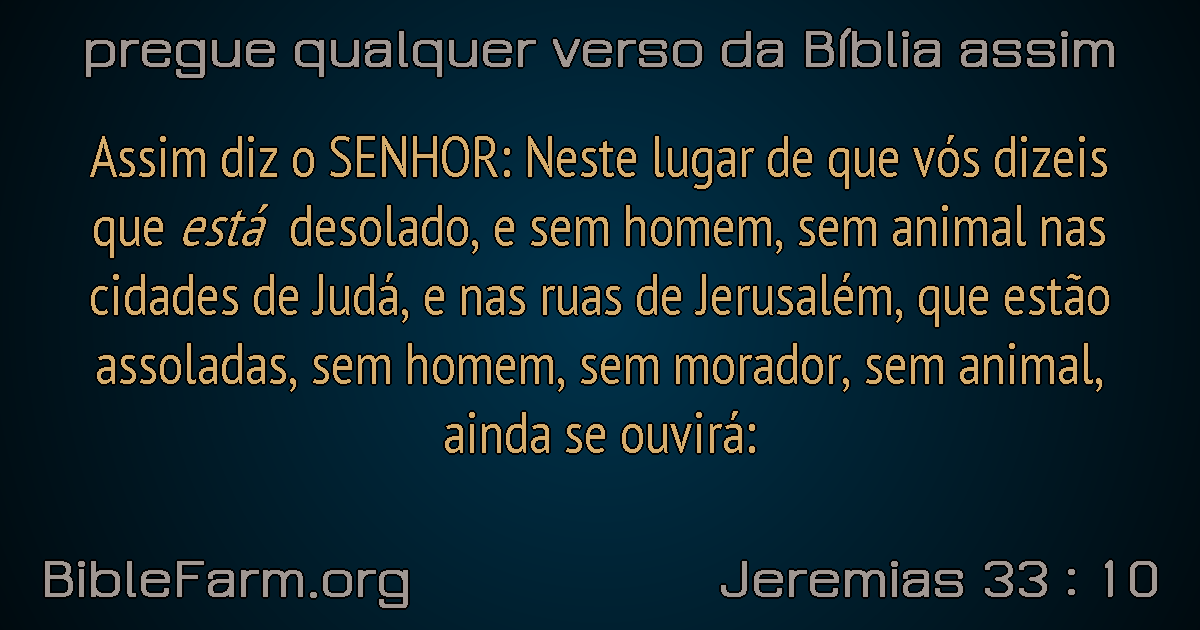 pregue qualquer verso da Bíblia assim
Assim diz o SENHOR: Neste lugar de que vós dizeis
que está desolado, e sem homem, sem animal nas
cidades de Judá, e nas ruas de Jerusalém, que estão
assoladas, sem homem, sem morador, sem animal,
ainda se ouvirá:
BibleFarm.org
Jeremias 33 : 10